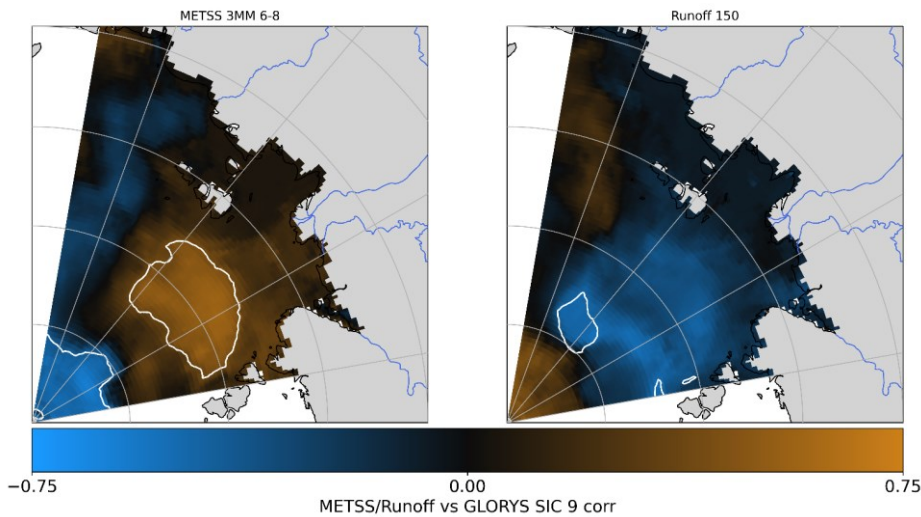 METSS 3MM 6-8
Runoff 150
−0.75
0.00
0.75
METSS/Runoff vs GLORYS SIC 9 corr